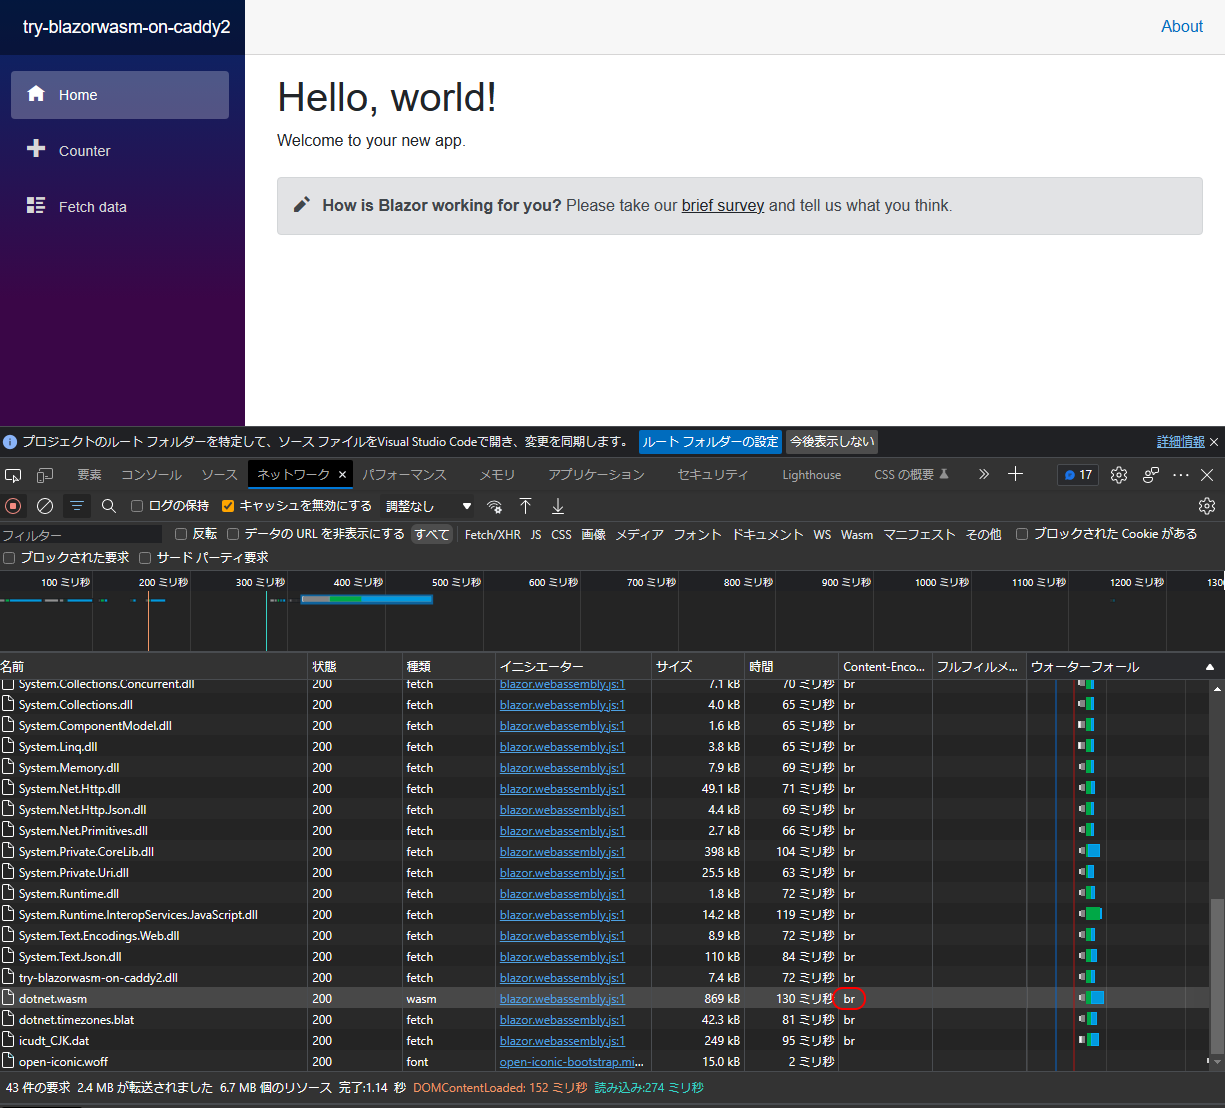 try-blazorwasm-on-caddy2
About
Home
Counter
Fetch data
Hello, world!
Welcome to your new app.
How is Blazor working for you? Please take our brief survey and tell us what you think.
プロジェクトのルート フォルダーを特定して、ソース ファイルをVisual Studio Codeで開き、変更を同期します。 ルート フォルダーの設定 今後表示しない 詳細情報
要素 コンソール ソース ネットワーク パフォーマンス メモリ アプリケーション セキュリティ Lighthouse CSS の概要 17
ログの保持 キャッシュを無効にする 調整なし
フィルター 反転 データの URL を非表示にする すべて Fetch/XHR JS CSS 画像 メディア フォント ドキュメント WS Wasm マニフェスト その他 ブロックされた Cookie がある
ブロックされた要求 サード パーティ要求
100 ミリ秒 200 ミリ秒 300 ミリ秒 400 ミリ秒 500 ミリ秒 600 ミリ秒 700 ミリ秒 800 ミリ秒 900 ミリ秒 1000 ミリ秒 1100 ミリ秒 1200 ミリ秒 1300
名前 状態 種類 イニシエーター サイズ 時間 Content-Enco... フルフィルメ... ウォーターフォール
System.Collections.Concurrent.dll 200 fetch blazor.webassembly.js:1 7.1 kB 70 ミリ秒 br
System.Collections.dll 200 fetch blazor.webassembly.js:1 4.0 kB 65 ミリ秒 br
System.ComponentModel.dll 200 fetch blazor.webassembly.js:1 1.6 kB 65 ミリ秒 br
System.Linq.dll 200 fetch blazor.webassembly.js:1 3.8 kB 65 ミリ秒 br
System.Memory.dll 200 fetch blazor.webassembly.js:1 7.9 kB 69 ミリ秒 br
System.Net.Http.dll 200 fetch blazor.webassembly.js:1 49.1 kB 71 ミリ秒 br
System.Net.Http.Json.dll 200 fetch blazor.webassembly.js:1 4.4 kB 69 ミリ秒 br
System.Net.Primitives.dll 200 fetch blazor.webassembly.js:1 2.7 kB 66 ミリ秒 br
System.Private.CoreLib.dll 200 fetch blazor.webassembly.js:1 398 kB 104 ミリ秒 br
System.Private.Uri.dll 200 fetch blazor.webassembly.js:1 25.5 kB 63 ミリ秒 br
System.Runtime.dll 200 fetch blazor.webassembly.js:1 1.8 kB 72 ミリ秒 br
System.Runtime.InteropServices.JavaScript.dll 200 fetch blazor.webassembly.js:1 14.2 kB 119 ミリ秒 br
System.Text.Encodings.Web.dll 200 fetch blazor.webassembly.js:1 8.9 kB 72 ミリ秒 br
System.Text.Json.dll 200 fetch blazor.webassembly.js:1 110 kB 84 ミリ秒 br
try-blazorwasm-on-caddy2.dll 200 fetch blazor.webassembly.js:1 7.4 kB 72 ミリ秒 br
dotnet.wasm 200 wasm blazor.webassembly.js:1 869 kB 130 ミリ秒 br
dotnet.timezones.blat 200 fetch blazor.webassembly.js:1 42.3 kB 81 ミリ秒 br
icudt_CJK.dat 200 fetch blazor.webassembly.js:1 249 kB 95 ミリ秒 br
open-iconic.woff 200 font open-iconic-bootstrap.mi... 15.0 kB 2 ミリ秒
43 件の要求 2.4 MB が転送されました 6.7 MB 個のリソース 完了:1.14 秒 DOMContentLoaded: 152 ミリ秒 読み込み:274 ミリ秒